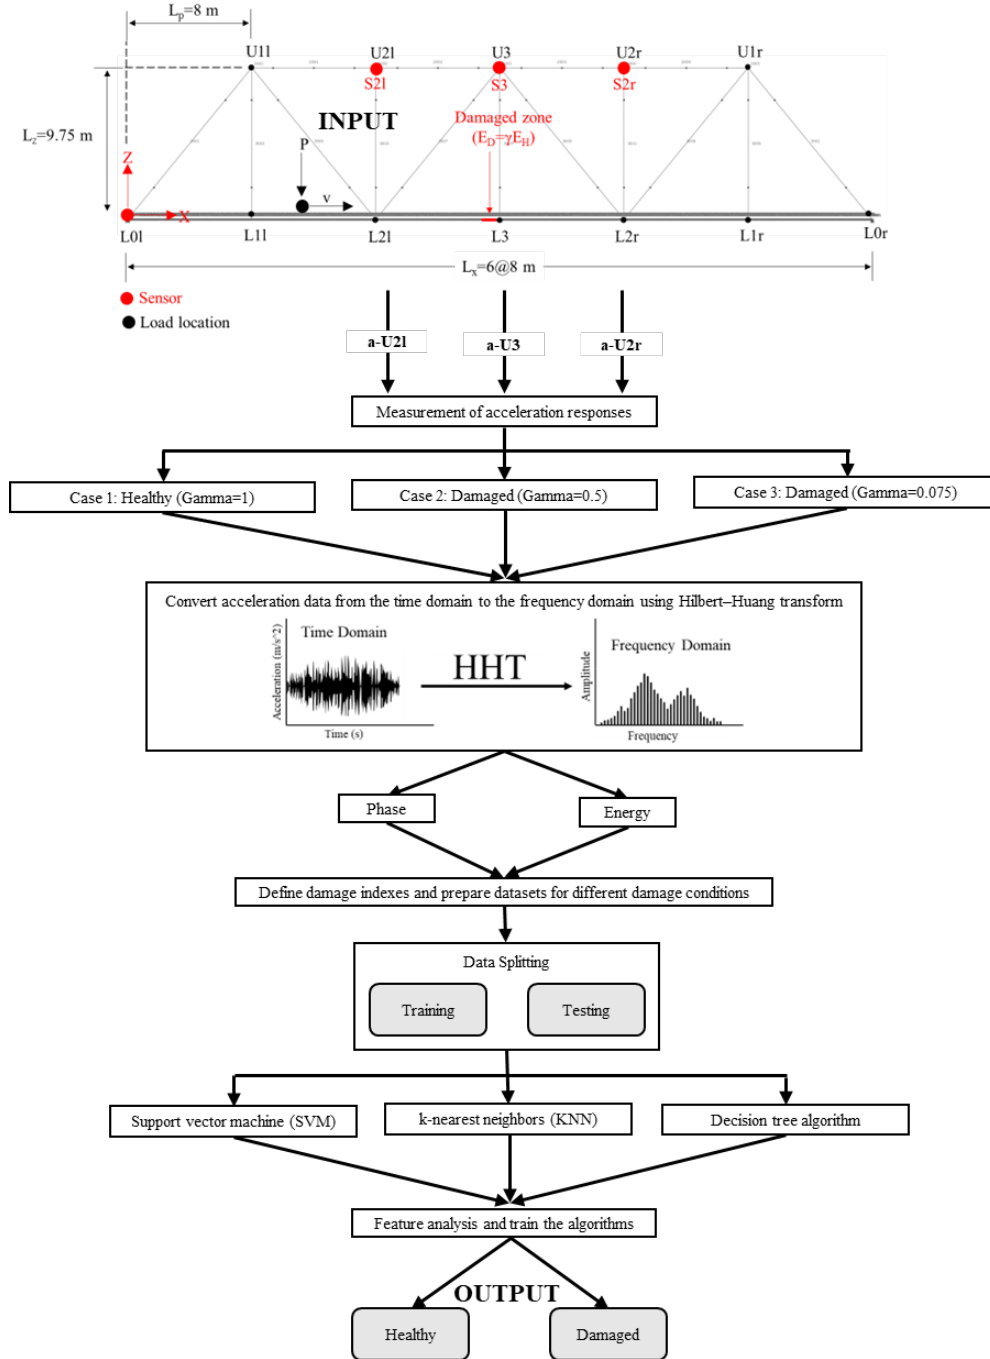 Lp=8 m
U1l
U2l
U3
U2r
U1r
S2l
S3
S2r
Lz=9.75 m
INPUT
Damaged zone
(ED=γEH)
P
v
Z
X
L0l
L1l
L2l
L3
L2r
L1r
L0r
Lx=6@8 m
Sensor
Load location
a-U2l
a-U3
a-U2r
Measurement of acceleration responses
Case 1: Healthy (Gamma=1)
Case 2: Damaged (Gamma=0.5)
Case 3: Damaged (Gamma=0.075)
Convert acceleration data from the time domain to the frequency domain using Hilbert–Huang transform
Time Domain
Acceleration (m/s^2)
Time (s)
HHT
Frequency Domain
Amplitude
Frequency
Phase
Energy
Define damage indexes and prepare datasets for different damage conditions
Data Splitting
Training
Testing
Support vector machine (SVM)
k-nearest neighbors (KNN)
Decision tree algorithm
Feature analysis and train the algorithms
OUTPUT
Healthy
Damaged